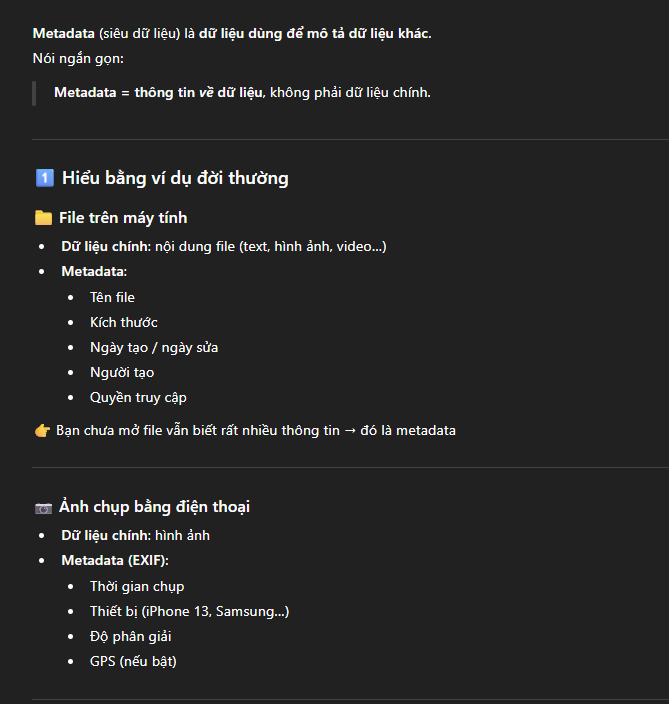 Metadata (siêu dữ liệu) là dữ liệu dùng để mô tả dữ liệu khác.
Nói ngắn gọn:
Metadata = thông tin về dữ liệu, không phải dữ liệu chính.
1️⃣ Hiểu bằng ví dụ đời thường
📁 File trên máy tính
• Dữ liệu chính: nội dung file (text, hình ảnh, video...)
• Metadata:
• Tên file
• Kích thước
• Ngày tạo / ngày sửa
• Người tạo
• Quyền truy cập
👉 Bạn chưa mở file vẫn biết rất nhiều thông tin → đó là metadata
📷 Ảnh chụp bằng điện thoại
• Dữ liệu chính: hình ảnh
• Metadata (EXIF):
• Thời gian chụp
• Thiết bị (iPhone 13, Samsung...)
• Độ phân giải
• GPS (nếu bật)